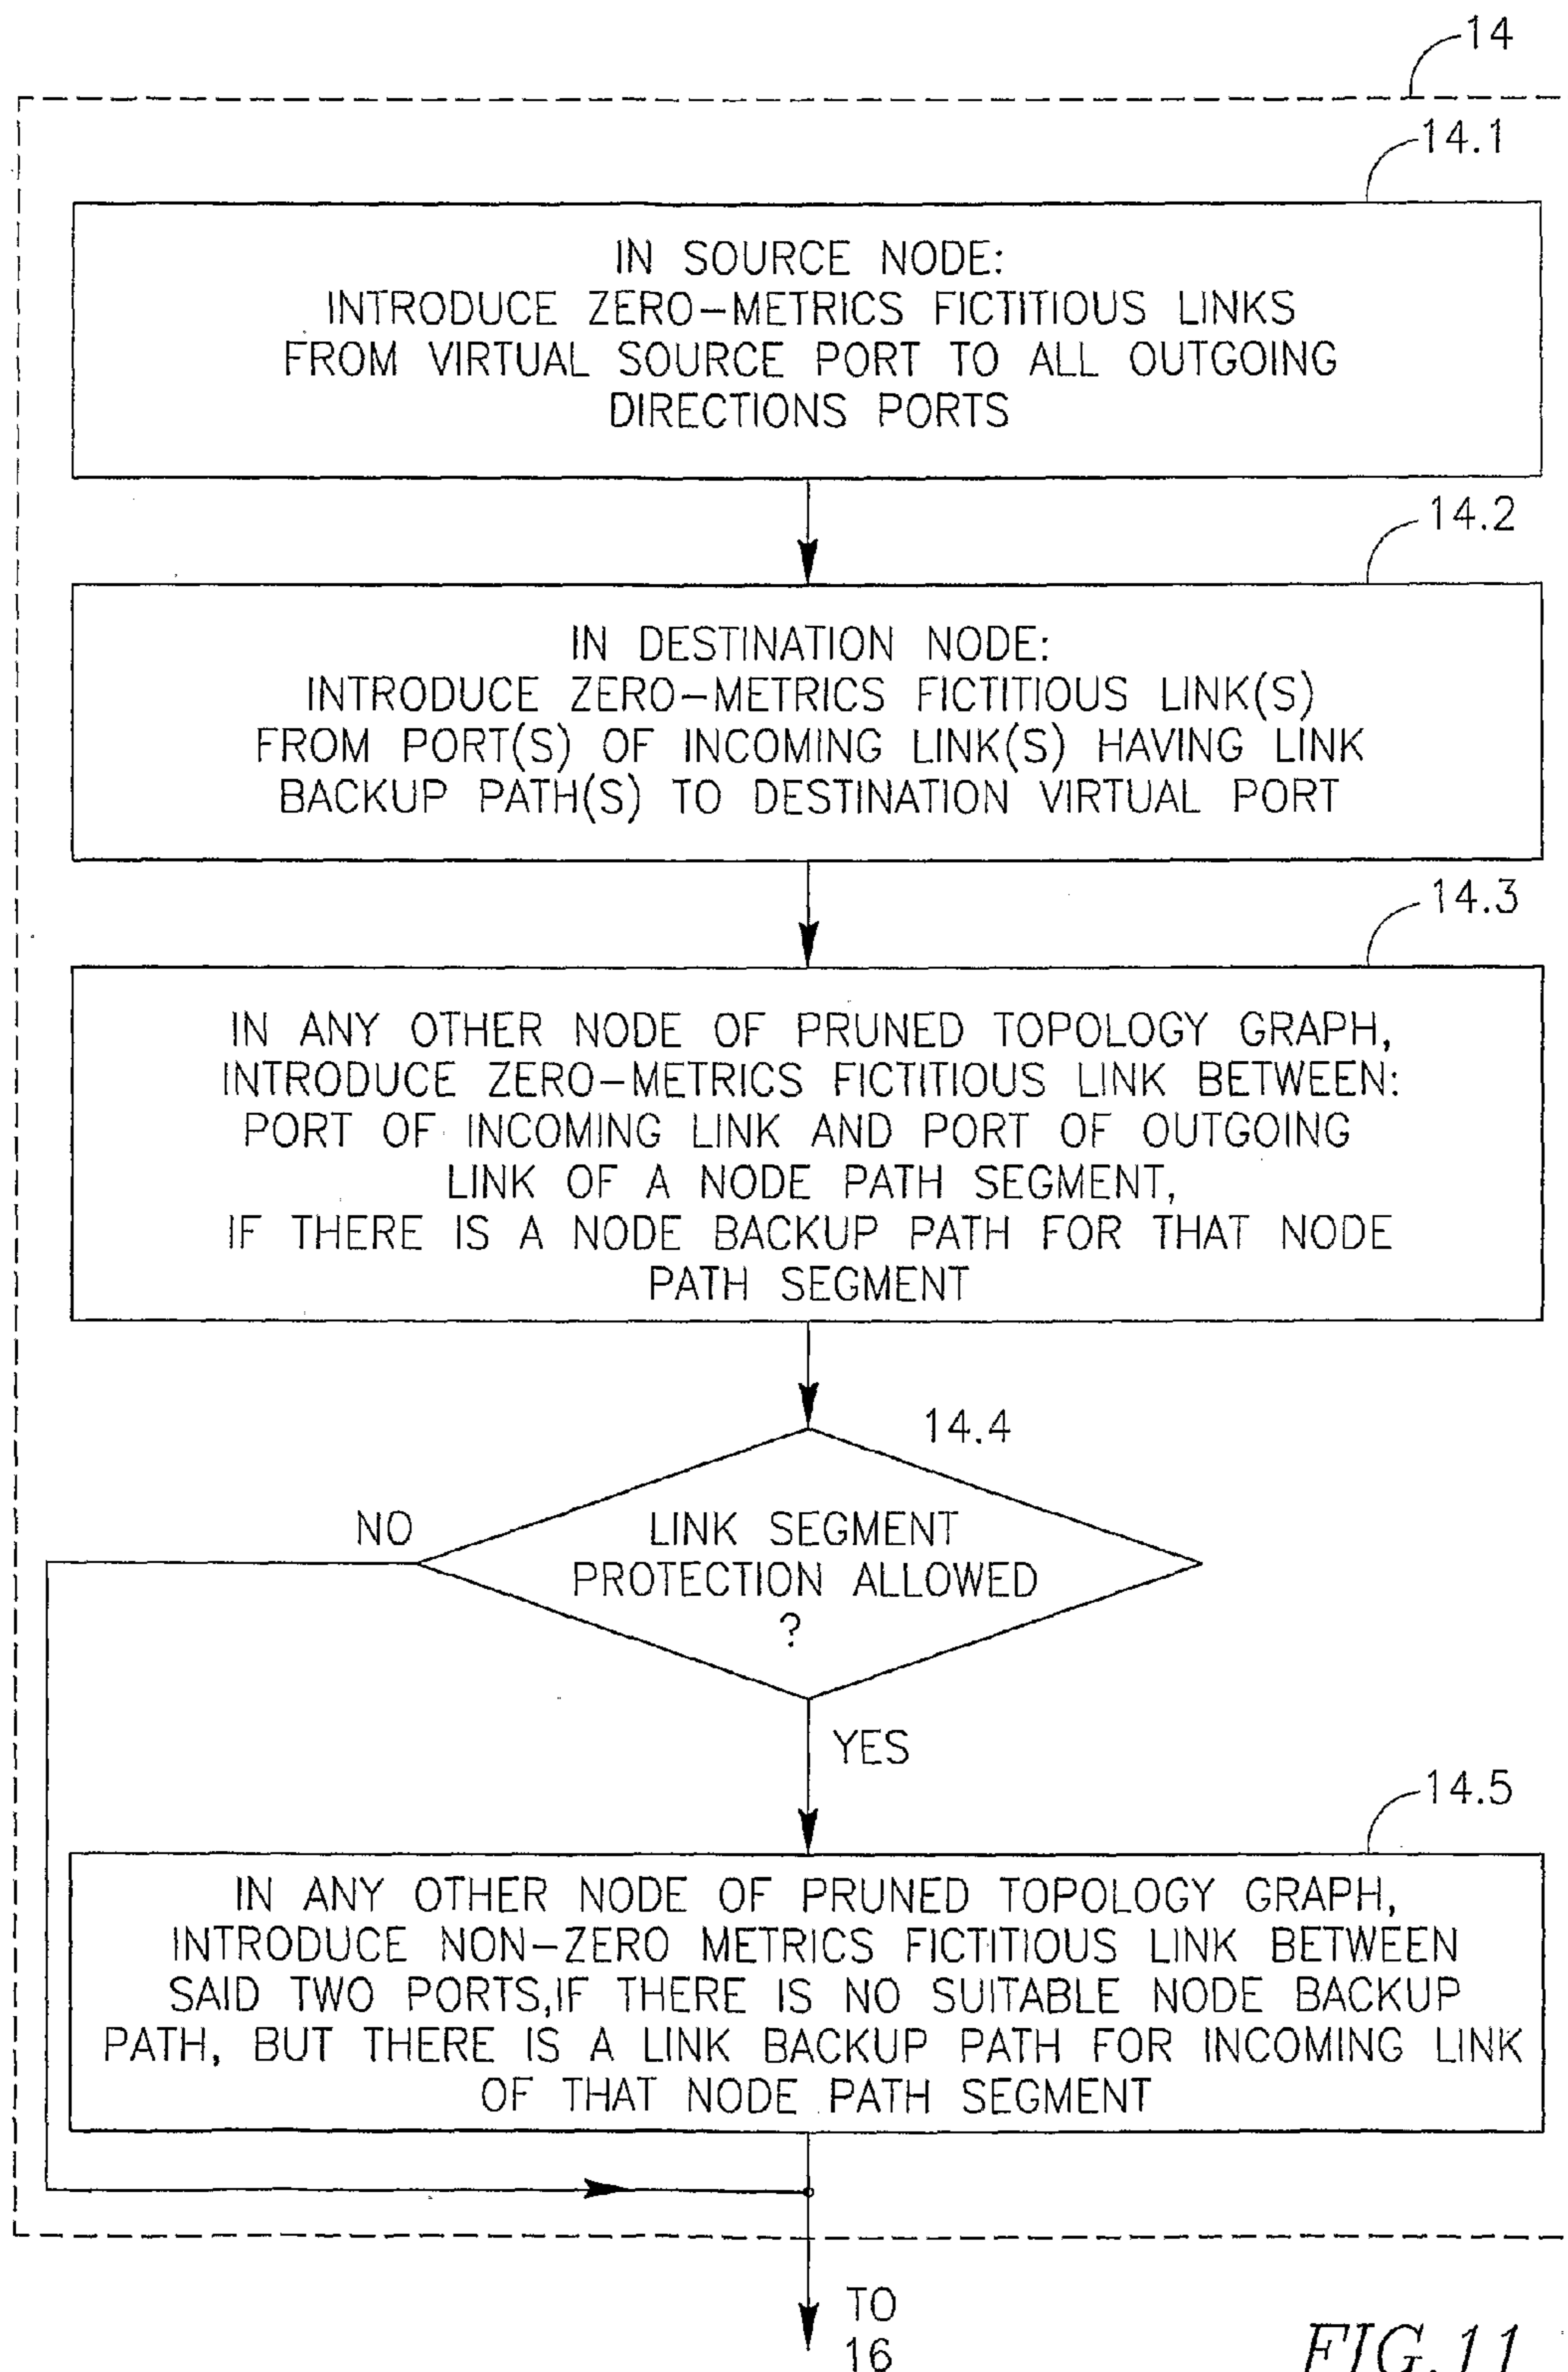 14
14.1
IN SOURCE NODE:
INTRODUCE ZERO-METRICS FICTITIOUS LINKS
FROM VIRTUAL SOURCE PORT TO ALL OUTGOING
DIRECTIONS PORTS
14.2
IN DESTINATION NODE:
INTRODUCE ZERO-METRICS FICTITIOUS LINK(S)
FROM PORT(S) OF INCOMING LINK(S) HAVING LINK
BACKUP PATH(S) TO DESTINATION VIRTUAL PORT
14.3
IN ANY OTHER NODE OF PRUNED TOPOLOGY GRAPH,
INTRODUCE ZERO-METRICS FICTITIOUS LINK BETWEEN:
PORT OF INCOMING LINK AND PORT OF OUTGOING
LINK OF A NODE PATH SEGMENT,
IF THERE IS A NODE BACKUP PATH FOR THAT NODE
PATH SEGMENT
14.4
NO
LINK SEGMENT
PROTECTION ALLOWED
?
YES
14.5
IN ANY OTHER NODE OF PRUNED TOPOLOGY GRAPH,
INTRODUCE NON-ZERO METRICS FICTITIOUS LINK BETWEEN
SAID TWO PORTS,IF THERE IS NO SUITABLE NODE BACKUP
PATH, BUT THERE IS A LINK BACKUP PATH FOR INCOMING LINK
OF THAT NODE PATH SEGMENT
TO
16
FIG.11